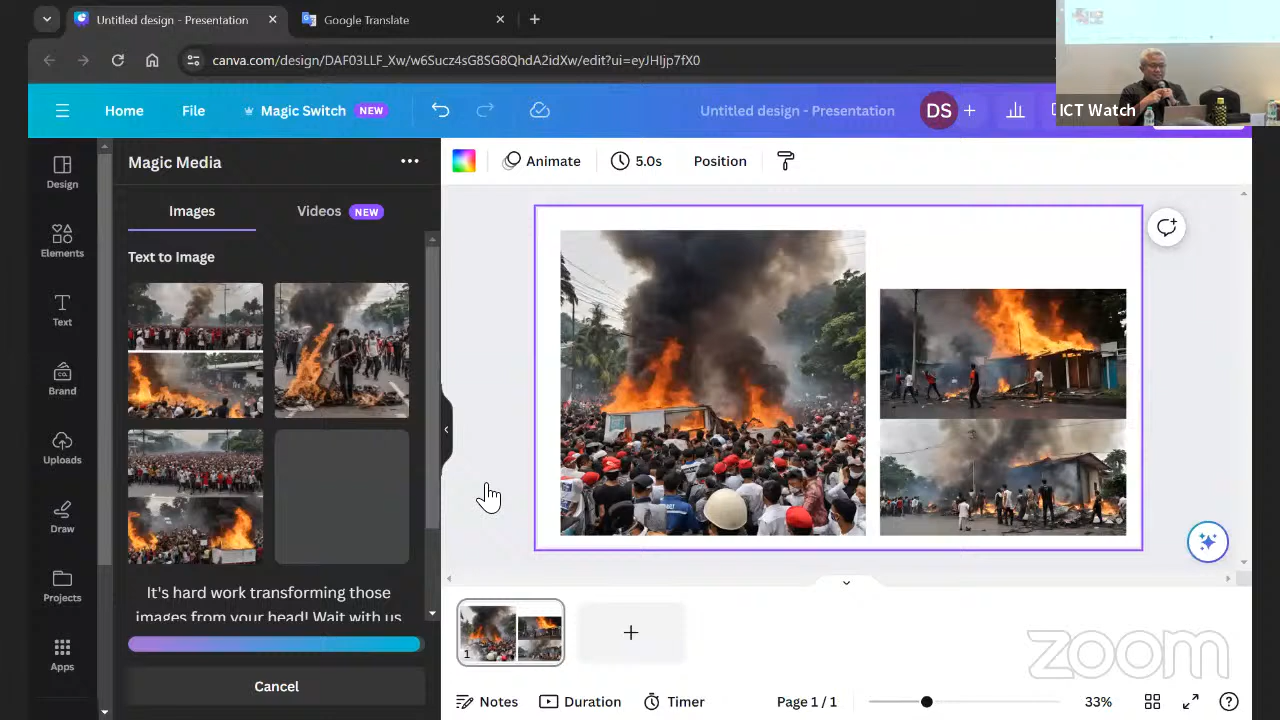 Untitled design - Presentation
Google Translate
canva.com/design/DAF03LLF_Xw/w6Sucz4sG8SG8QhdA2idXw/edit?ui=eyJHIjp7fX0
Home
File
Magic Switch NEW
Untitled design - Presentation
DS
ICT Watch
Magic Media
Animate
5.0s
Position
Design
Elements
Text
Brand
Uploads
Draw
Projects
Apps
Images
Videos NEW
Text to Image
It's hard work transforming those
images from your head! Wait with us
Cancel
1
Notes
Duration
Timer
Page 1 / 1
33%
zoom